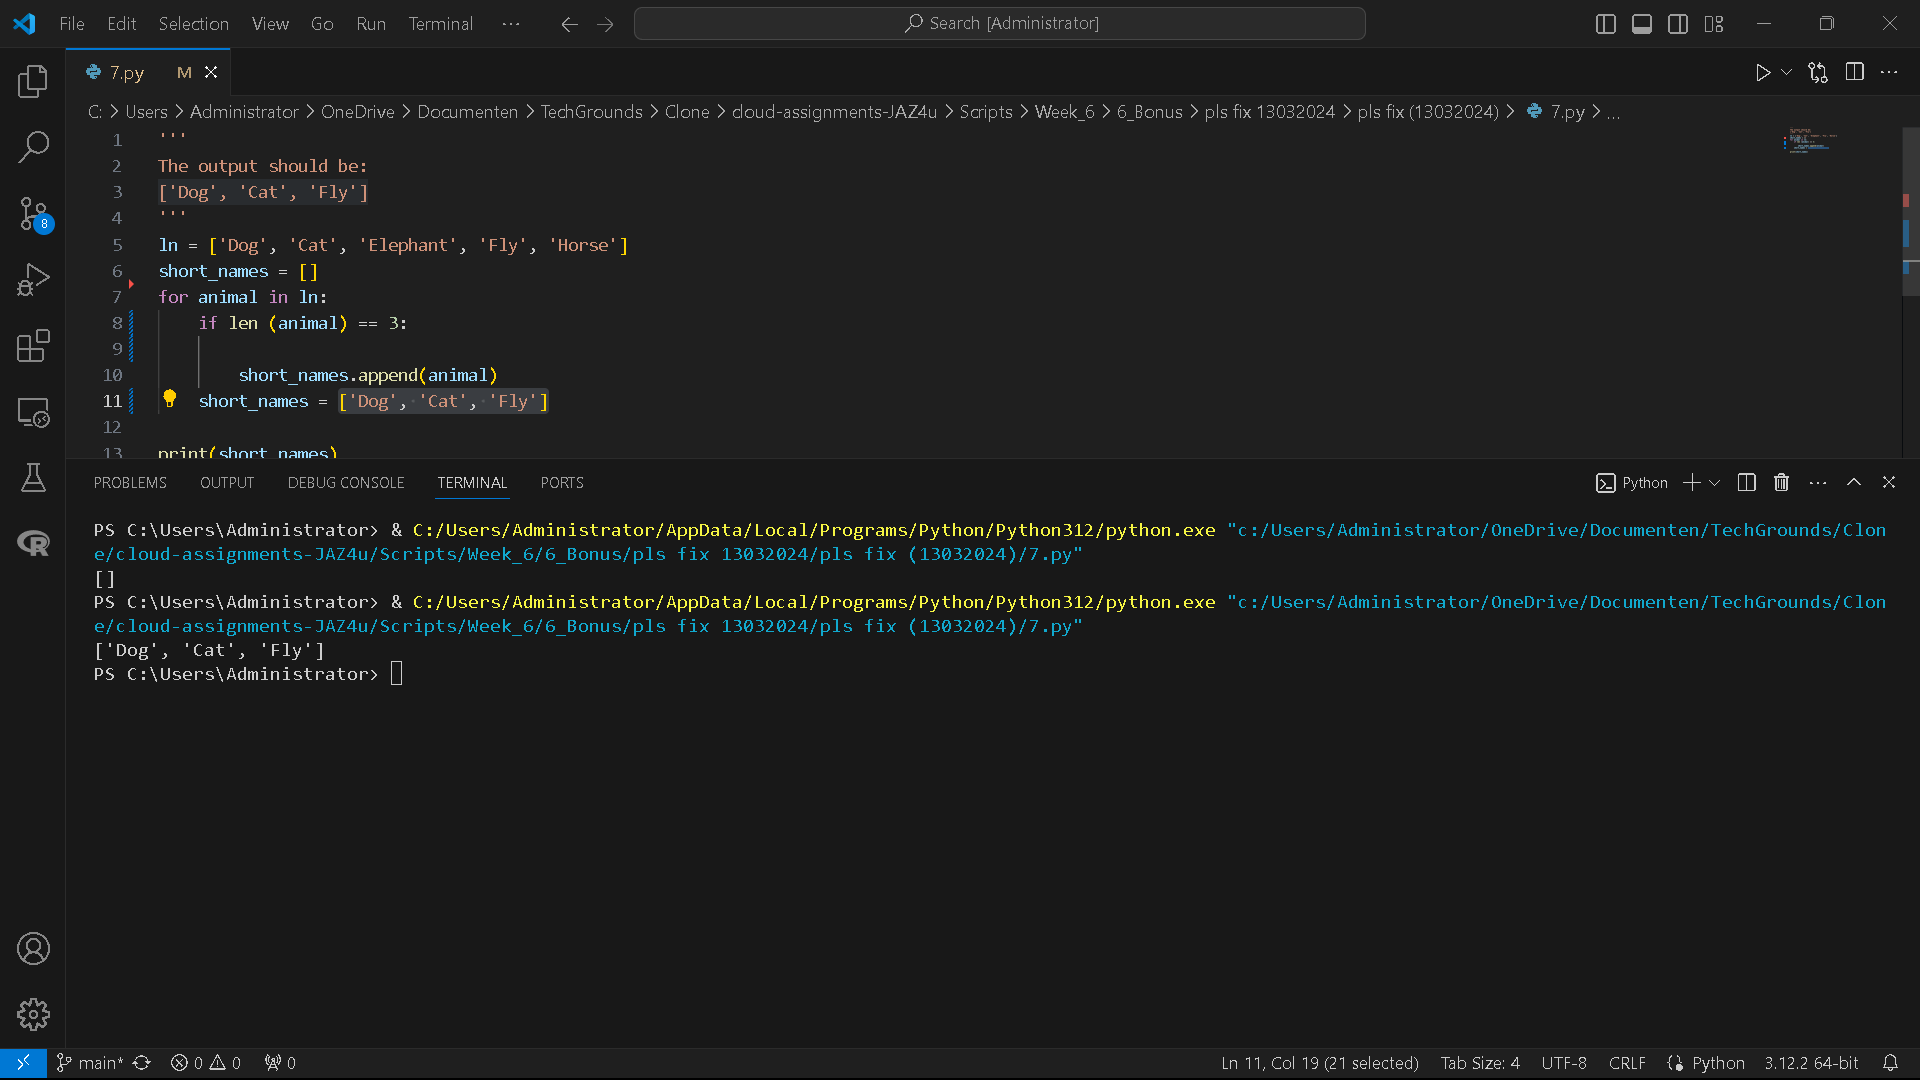 File Edit Selection View Go Run Terminal ··· Search [Administrator]
7.py M
C: > Users > Administrator > OneDrive > Documenten > TechGrounds > Clone > cloud-assignments-JAZ4u > Scripts > Week_6 > 6_Bonus > pls fix 13032024 > pls fix (13032024) > 7.py > ...
1 '''
2 The output should be:
3 ['Dog', 'Cat', 'Fly']
4 '''
5 ln = ['Dog', 'Cat', 'Elephant', 'Fly', 'Horse']
6 short_names = []
7 for animal in ln:
8 if len (animal) == 3:
9
10 short_names.append(animal)
11 short_names = ['Dog', 'Cat', 'Fly']
12
13 print(short_names)
PROBLEMS OUTPUT DEBUG CONSOLE TERMINAL PORTS Python
PS C:\Users\Administrator> & C:/Users/Administrator/AppData/Local/Programs/Python/Python312/python.exe "c:/Users/Administrator/OneDrive/Documenten/TechGrounds/Clon
e/cloud-assignments-JAZ4u/Scripts/Week_6/6_Bonus/pls fix 13032024/pls fix (13032024)/7.py"
[]
PS C:\Users\Administrator> & C:/Users/Administrator/AppData/Local/Programs/Python/Python312/python.exe "c:/Users/Administrator/OneDrive/Documenten/TechGrounds/Clon
e/cloud-assignments-JAZ4u/Scripts/Week_6/6_Bonus/pls fix 13032024/pls fix (13032024)/7.py"
['Dog', 'Cat', 'Fly']
PS C:\Users\Administrator>
8
R
main* 0 0 0 Ln 11, Col 19 (21 selected) Tab Size: 4 UTF-8 CRLF Python 3.12.2 64-bit